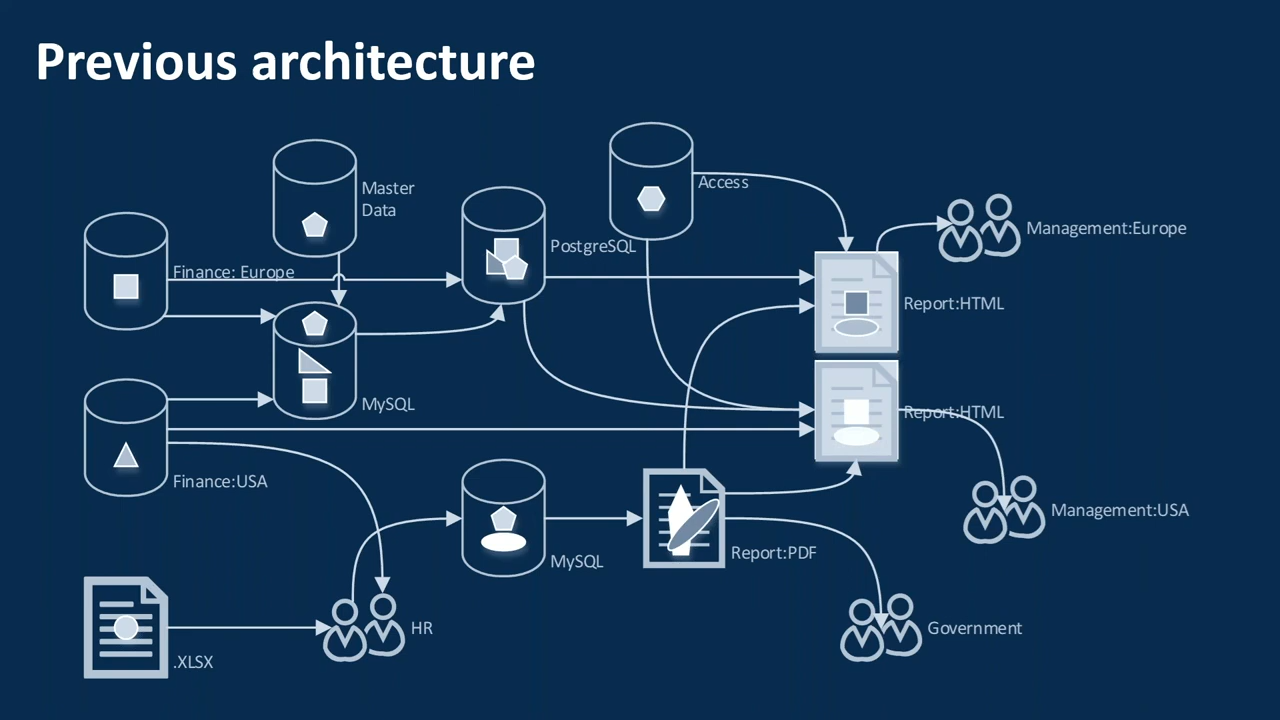 Previous architecture
Master
Data
Access
Management:Europe
PostgreSQL
Finance: Europe
Report:HTML
MySQL
Report:HTML
Finance:USA
Management:USA
MySQL
Report:PDF
HR
Government
.XLSX